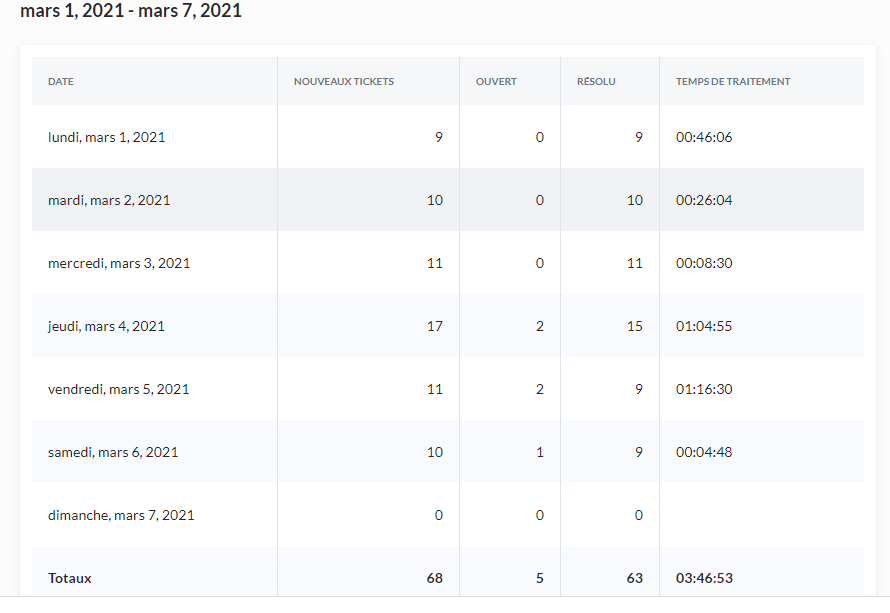 mars 1, 2021 - mars 7, 2021
DATE NOUVEAUX TICKETS OUVERT RÉSOLU TEMPS DE TRAITEMENT
lundi, mars 1, 2021 9 0 9 00:46:06
mardi, mars 2, 2021 10 0 10 00:26:04
mercredi, mars 3, 2021 11 0 11 00:08:30
jeudi, mars 4, 2021 17 2 15 01:04:55
vendredi, mars 5, 2021 11 2 9 01:16:30
samedi, mars 6, 2021 10 1 9 00:04:48
dimanche, mars 7, 2021 0 0 0
Totaux 68 5 63 03:46:53